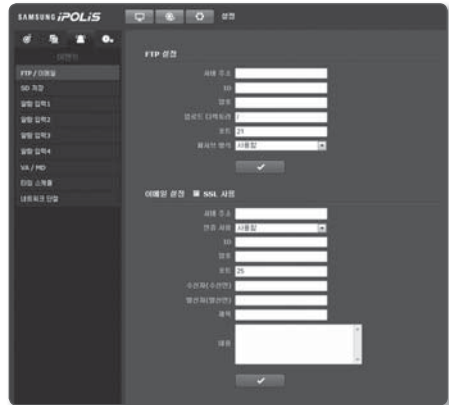 SAMSUNG iPOLiS
설정
이벤트
FTP / 이메일
SD 저장
알람 입력1
알람 입력2
알람 입력3
알람 입력4
VA / MD
타임 스케쥴
네트워크 단절
FTP 설정
서버 주소
ID
암호
업로드 디렉토리 /
포트 21
패시브 방식 사용함
이메일 설정 SSL 사용
서버 주소
인증 사용 사용함
ID
암호
포트 25
수신자(수신인)
발신자(발신인)
제목
내용